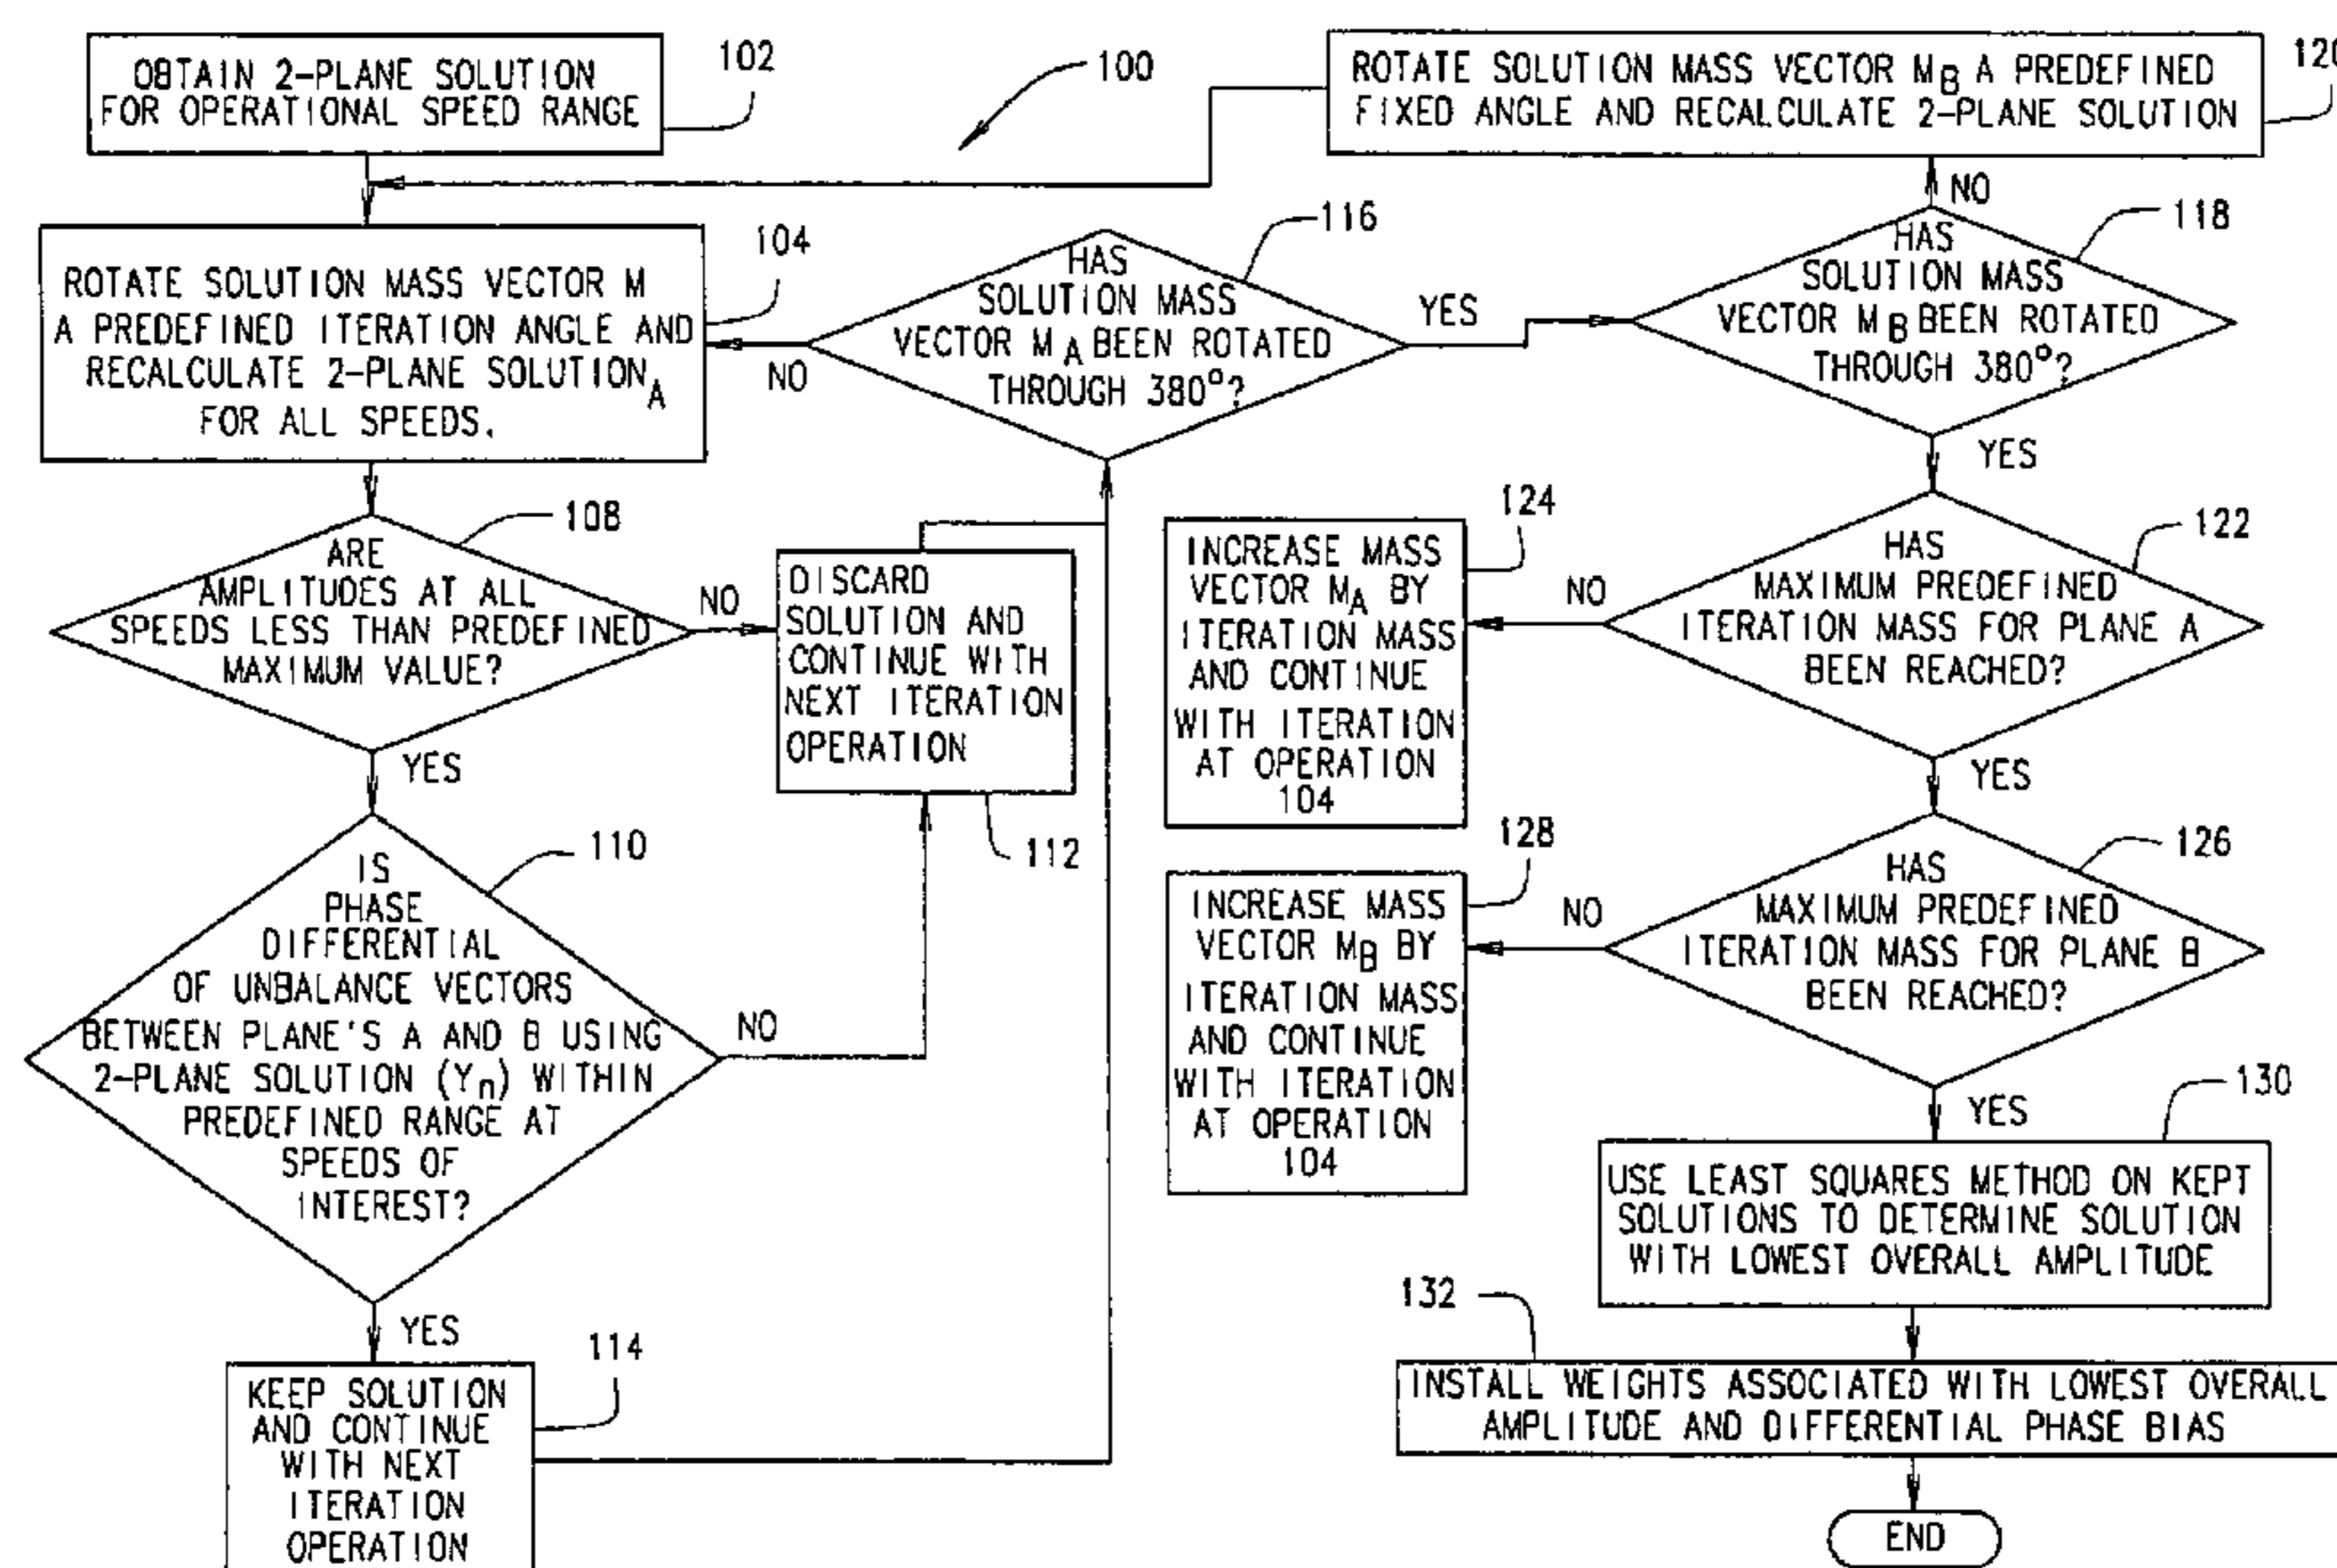 OBTAIN 2-PLANE SOLUTION
FOR OPERATIONAL SPEED RANGE
102
100
ROTATE SOLUTION MASS VECTOR MB A PREDEFINED
FIXED ANGLE AND RECALCULATE 2-PLANE SOLUTION
120
ROTATE SOLUTION MASS VECTOR M
A PREDEFINED ITERATION ANGLE AND
RECALCULATE 2-PLANE SOLUTIONA
FOR ALL SPEEDS.
104
HAS
SOLUTION MASS
VECTOR MA BEEN ROTATED
THROUGH 380°?
116
NO
YES
HAS
SOLUTION MASS
VECTOR MB BEEN ROTATED
THROUGH 380°?
118
NO
YES
ARE
AMPLITUDES AT ALL
SPEEDS LESS THAN PREDEFINED
MAXIMUM VALUE?
108
NO
YES
DISCARD
SOLUTION AND
CONTINUE WITH
NEXT ITERATION
OPERATION
112
INCREASE MASS
VECTOR MA BY
ITERATION MASS
AND CONTINUE
WITH ITERATION
AT OPERATION
104
124
HAS
MAXIMUM PREDEFINED
ITERATION MASS FOR PLANE A
BEEN REACHED?
122
NO
YES
IS
PHASE
DIFFERENTIAL
OF UNBALANCE VECTORS
BETWEEN PLANE'S A AND B USING
2-PLANE SOLUTION (Yn) WITHIN
PREDEFINED RANGE AT
SPEEDS OF
INTEREST?
110
NO
YES
INCREASE MASS
VECTOR MB BY
ITERATION MASS
AND CONTINUE
WITH ITERATION
AT OPERATION
104
128
HAS
MAXIMUM PREDEFINED
ITERATION MASS FOR PLANE B
BEEN REACHED?
126
NO
YES
KEEP SOLUTION
AND CONTINUE
WITH NEXT
ITERATION
OPERATION
114
USE LEAST SQUARES METHOD ON KEPT
SOLUTIONS TO DETERMINE SOLUTION
WITH LOWEST OVERALL AMPLITUDE
130
132
INSTALL WEIGHTS ASSOCIATED WITH LOWEST OVERALL
AMPLITUDE AND DIFFERENTIAL PHASE BIAS
END